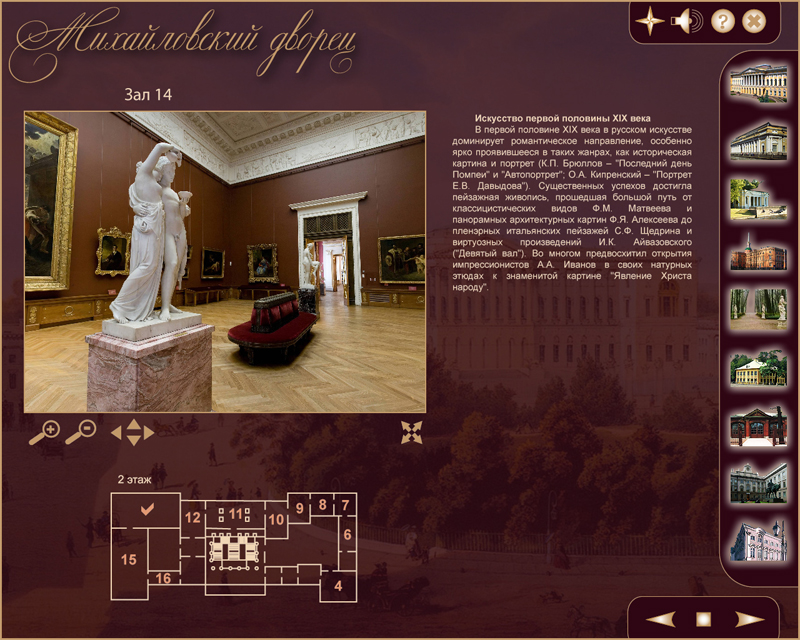 Михайловский дворец
Зал 14
Искусство первой половины XIX века
В первой половине XIX века в русском искусстве
доминирует романтическое направление, особенно
ярко проявившееся в таких жанрах, как историческая
картина и портрет (К.П. Брюллов – "Последний день
Помпеи" и "Автопортрет"; О.А. Кипренский – "Портрет
Е.В. Давыдова"). Существенных успехов достигла
пейзажная живопись, прошедшая большой путь от
классицистических видов Ф.М. Матвеева и
панорамных архитектурных картин Ф.Я. Алексеева до
пленэрных итальянских пейзажей С.Ф. Щедрина и
виртуозных произведений И.К. Айвазовского
("Девятый вал"). Во многом предвосхитил открытия
импрессионистов А.А. Иванов в своих натурных
этюдах к знаменитой картине "Явление Христа
народу".
2 этаж
12 11 10 9 8 7
6
15
16
4